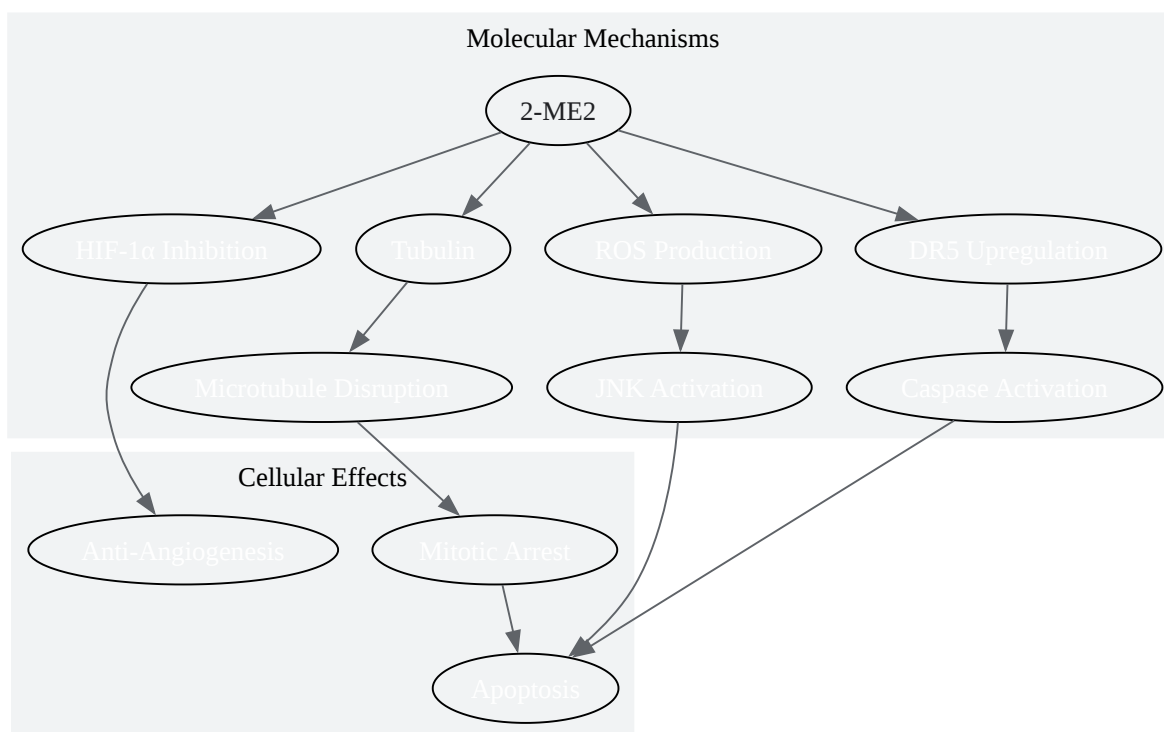 Molecular Mechanisms
2-ME2
HIF-1α Inhibition
Tubulin
ROS Production
DR5 Upregulation
Microtubule Disruption
JNK Activation
Caspase Activation
Cellular Effects
Anti-Angiogenesis
Mitotic Arrest
Apoptosis